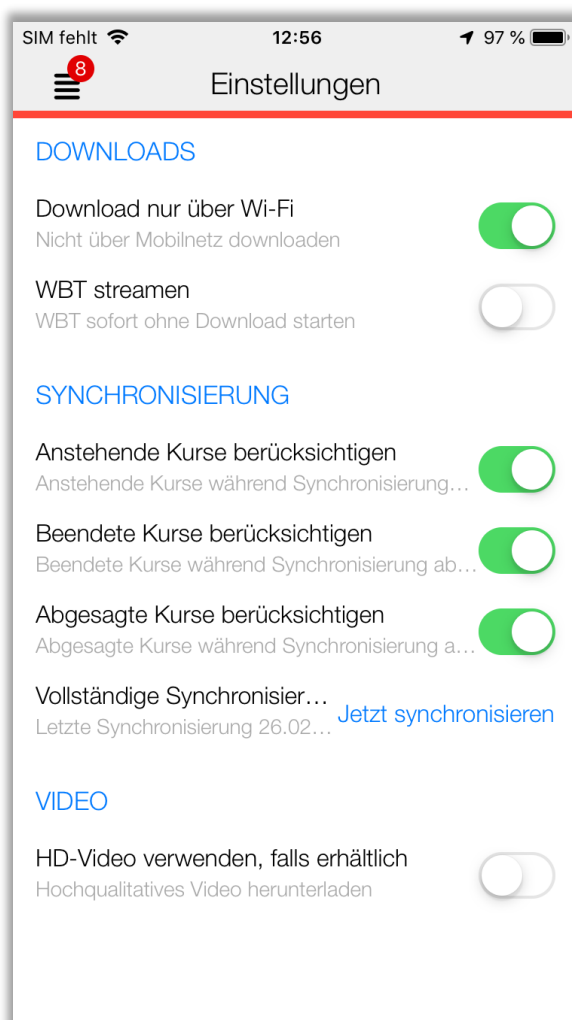 SIM fehlt 12:56 97 %
8
Einstellungen
DOWNLOADS
Download nur über Wi-Fi
Nicht über Mobilnetz downloaden
WBT streamen
WBT sofort ohne Download starten
SYNCHRONISIERUNG
Anstehende Kurse berücksichtigen
Anstehende Kurse während Synchronisierung…
Beendete Kurse berücksichtigen
Beendete Kurse während Synchronisierung ab…
Abgesagte Kurse berücksichtigen
Abgesagte Kurse während Synchronisierung a…
Vollständige Synchronisier…
Letzte Synchronisierung 26.02…
Jetzt synchronisieren
VIDEO
HD-Video verwenden, falls erhältlich
Hochqualitatives Video herunterladen